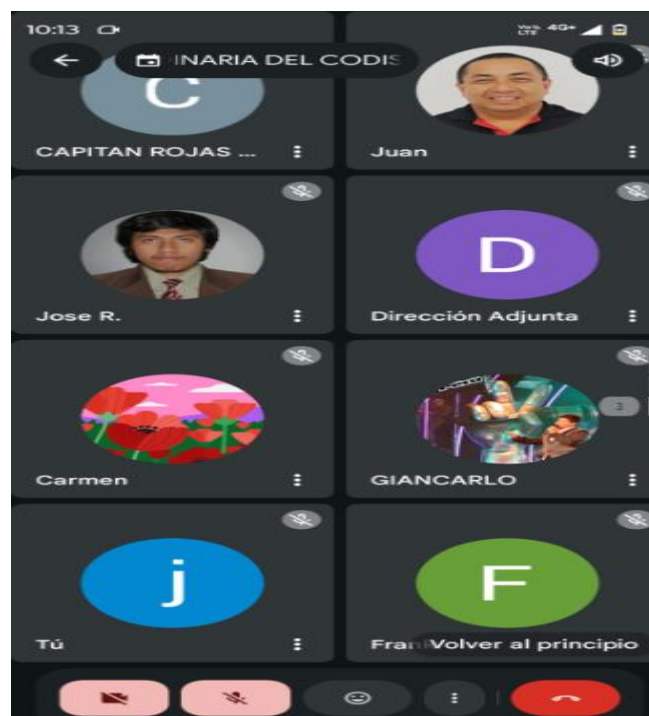 10:13 4G+
LTE
INARIA DEL CODIS
C
CAPITAN ROJAS ... Juan
Jose R. D
Dirección Adjunta
3
Carmen GIANCARLO
j F
Tú Fran Volver al principio